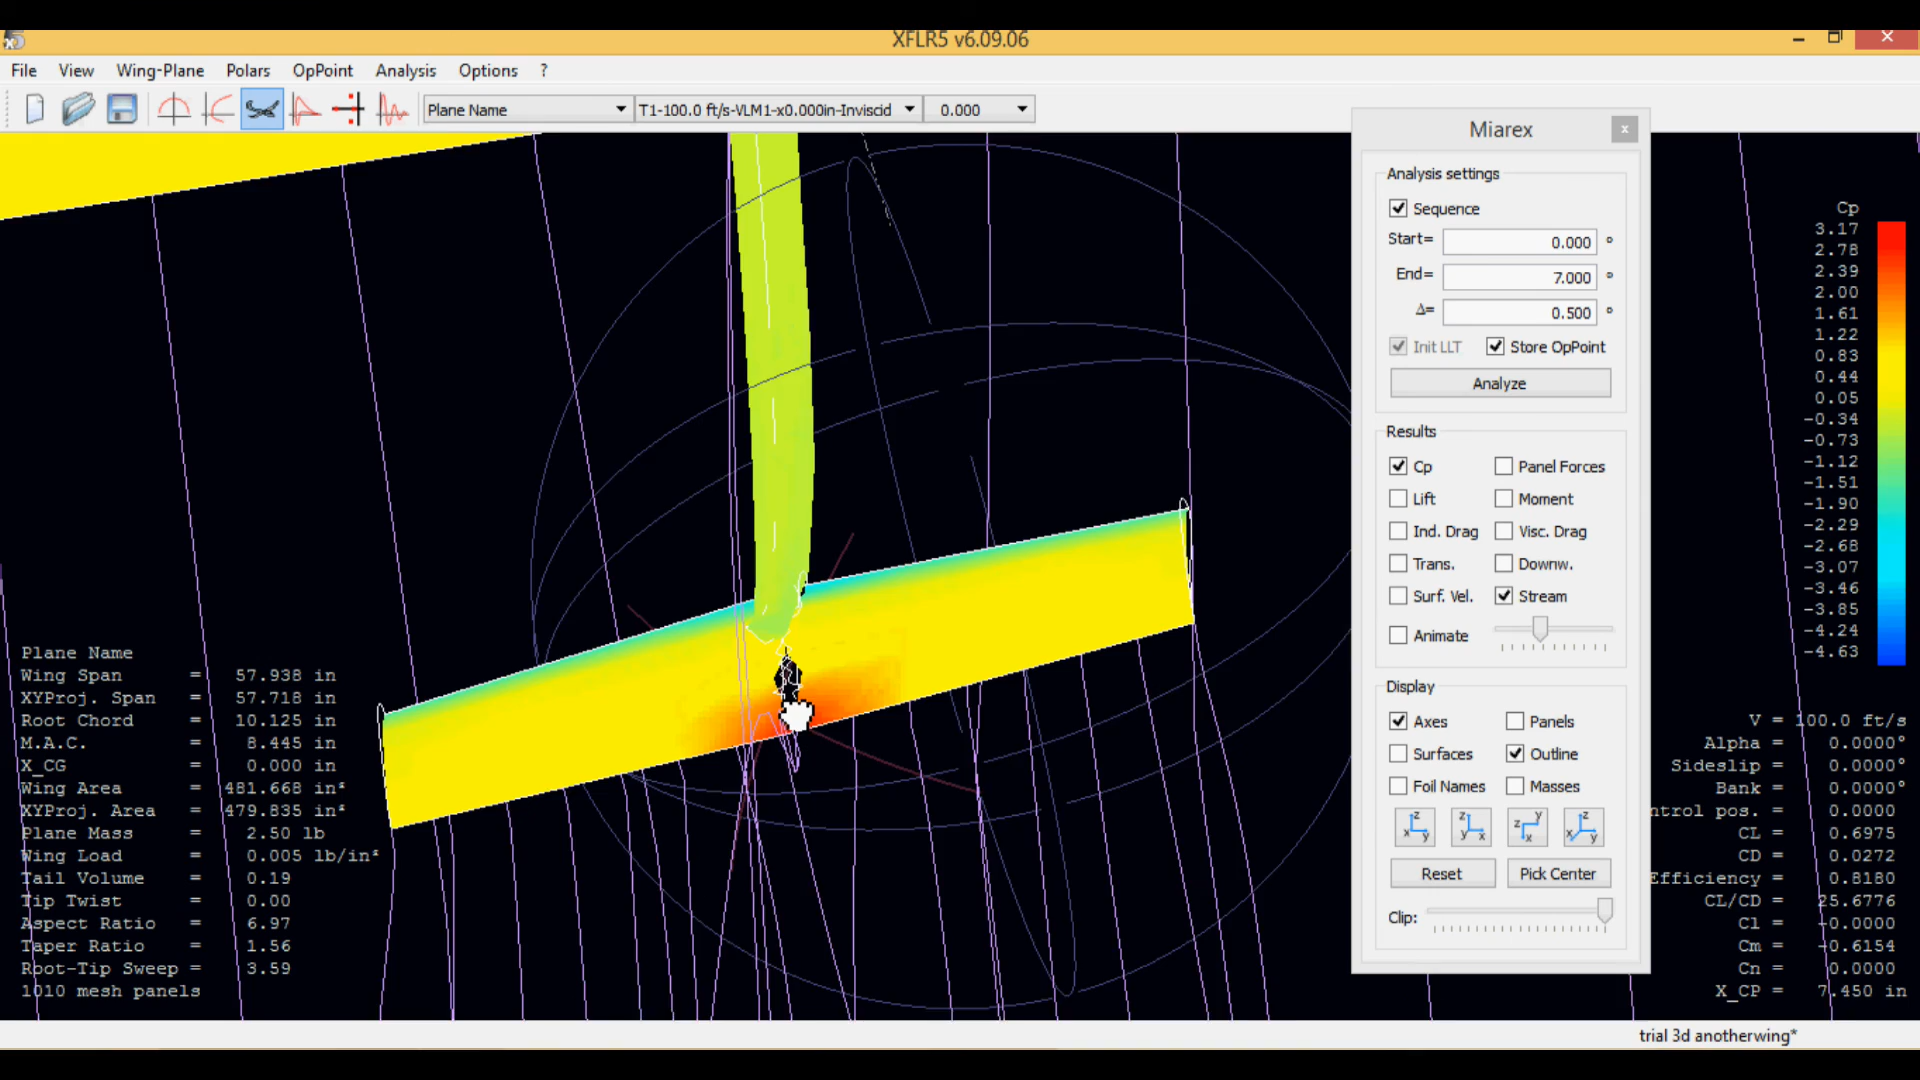 XFLR5 v6.09.06
File View Wing-Plane Polars OpPoint Analysis Options ?
Plane Name T1-100.0 ft/s-VLM1-x0.000in-Inviscid 0.000
Miarex
x
Analysis settings
Sequence
Start= 0.000 °
End= 7.000 °
Δ= 0.500 °
Init LLT Store OpPoint
Analyze
Results
Cp Panel Forces
Lift Moment
Ind. Drag Visc. Drag
Trans. Downw.
Surf. Vel. Stream
Animate
Display
Axes Panels
Surfaces Outline
Foil Names Masses
z x y
z y x
z y x
z x y
Reset Pick Center
Clip:
Cp
3.17
2.78
2.39
2.00
1.61
1.22
0.83
0.44
0.05
-0.34
-0.73
-1.12
-1.51
-1.90
-2.29
-2.68
-3.07
-3.46
-3.85
-4.24
-4.63
Plane Name
Wing Span = 57.938 in
XYProj. Span = 57.718 in
Root Chord = 10.125 in
M.A.C. = 8.445 in
X_CG = 0.000 in
Wing Area = 481.668 in²
XYProj. Area = 479.835 in²
Plane Mass = 2.50 lb
Wing Load = 0.005 lb/in²
Tail Volume = 0.19
Tip Twist = 0.00
Aspect Ratio = 6.97
Taper Ratio = 1.56
Root-Tip Sweep = 3.59
1010 mesh panels
V = 100.0 ft/s
Alpha = 0.0000°
Sideslip = 0.0000°
Bank = 0.0000°
ntrol pos. = 0.0000
CL = 0.6975
CD = 0.0272
Efficiency = 0.8180
CL/CD = 25.6776
Cl = -0.0000
Cm = -0.6154
Cn = 0.0000
X_CP = 7.450 in
trial 3d anotherwing*